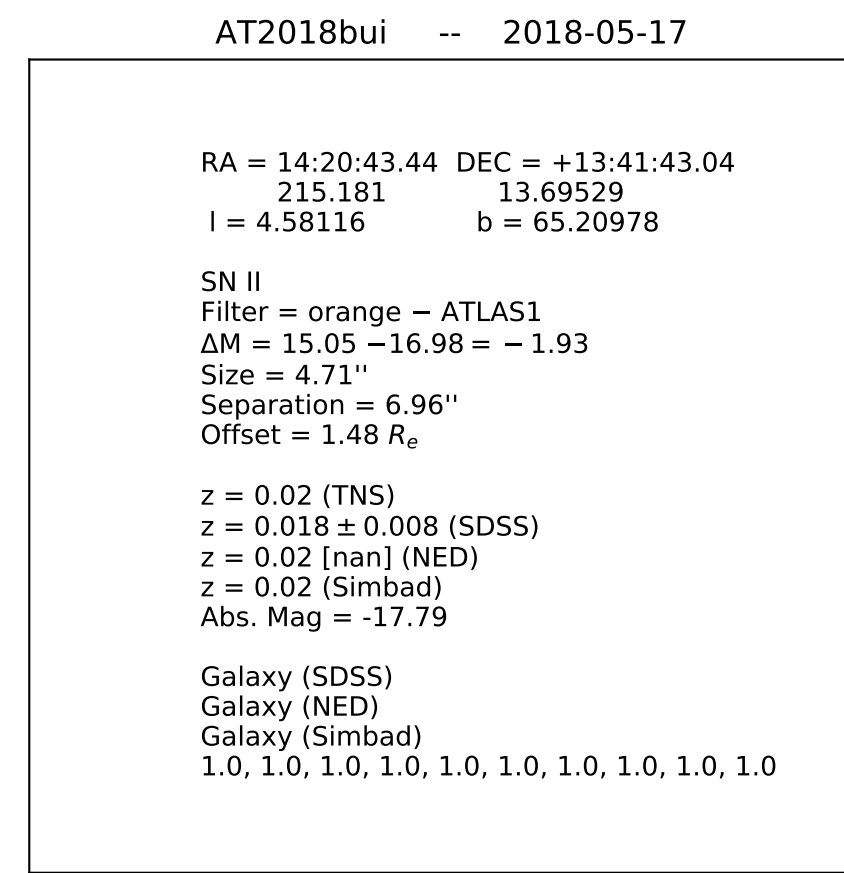 AT2018bui -- 2018-05-17
RA = 14:20:43.44 DEC = +13:41:43.04
215.181 13.69529
l = 4.58116 b = 65.20978
SN II
Filter = orange − ATLAS1
ΔM = 15.05 −16.98 = − 1.93
Size = 4.71''
Separation = 6.96''
Offset = 1.48 Re
z = 0.02 (TNS)
z = 0.018 ± 0.008 (SDSS)
z = 0.02 [nan] (NED)
z = 0.02 (Simbad)
Abs. Mag = -17.79
Galaxy (SDSS)
Galaxy (NED)
Galaxy (Simbad)
1.0, 1.0, 1.0, 1.0, 1.0, 1.0, 1.0, 1.0, 1.0, 1.0